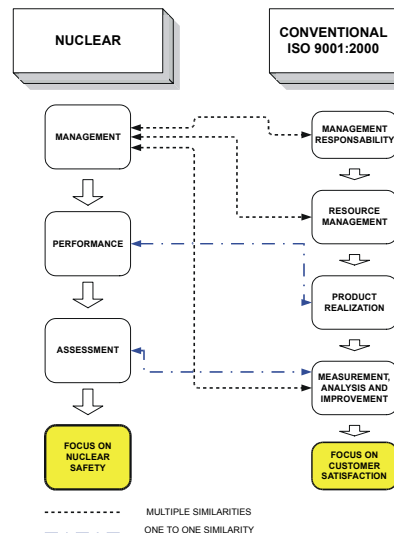 NUCLEAR
CONVENTIONAL
ISO 9001:2000
MANAGEMENT
MANAGEMENT
RESPONSABILITY
RESOURCE
MANAGEMENT
PERFORMANCE
PRODUCT
REALIZATION
ASSESSMENT
MEASUREMENT,
ANALYSIS AND
IMPROVEMENT
FOCUS ON
NUCLEAR
SAFETY
FOCUS ON
CUSTOMER
SATISFACTION
MULTIPLE SIMILARITIES
ONE TO ONE SIMILARITY